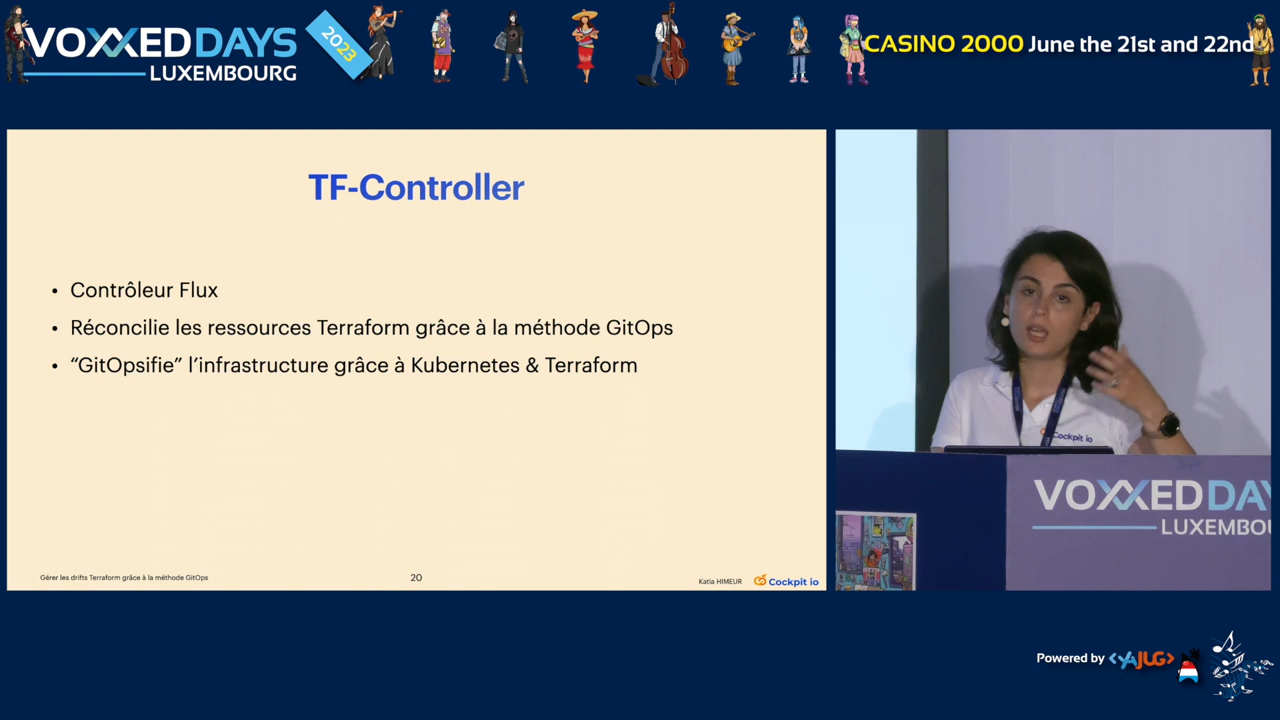 VOXXED DAYS
LUXEMBOURG
2023
CASINO 2000 June the 21st and 22nd
TF-Controller
• Contrôleur Flux
• Réconcilie les ressources Terraform grâce à la méthode GitOps
• “GitOpsifie” l’infrastructure grâce à Kubernetes & Terraform
Gérer les drifts Terraform grâce à la méthode GitOps
20
Katia HIMEUR
Cockpit io
Cockpit io
VOXXED DAY
LUXEMBOU
Powered by <YAJUG>